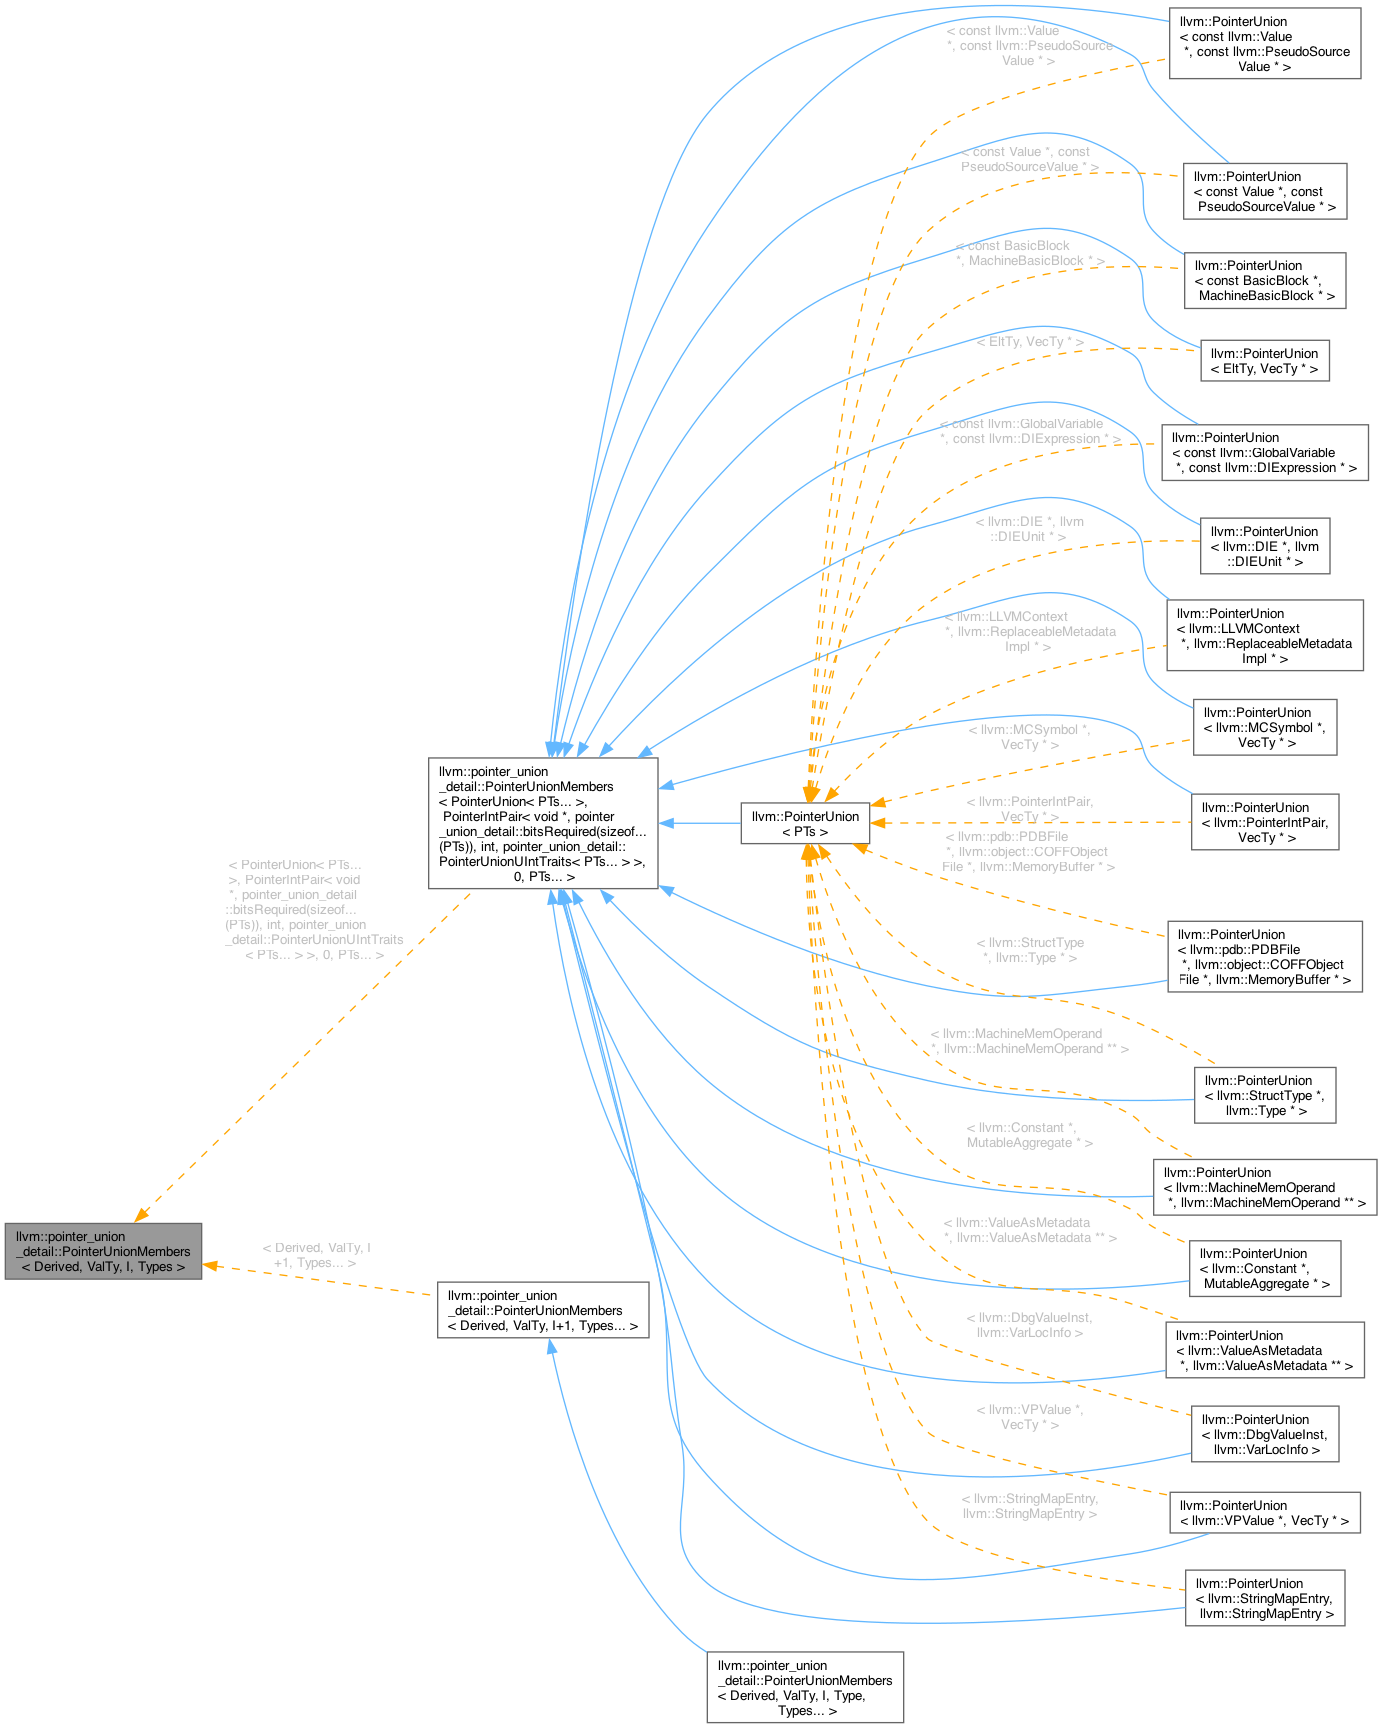 llvm::PointerUnion
< const llvm::Value
*, const llvm::PseudoSource
Value * >
< const llvm::Value
*, const llvm::PseudoSource
Value * >
llvm::PointerUnion
< const Value *, const
PseudoSourceValue * >
< const Value *, const
PseudoSourceValue * >
llvm::PointerUnion
< const BasicBlock *,
MachineBasicBlock * >
< const BasicBlock
*, MachineBasicBlock * >
llvm::PointerUnion
< EltTy, VecTy * >
< EltTy, VecTy * >
llvm::PointerUnion
< const llvm::GlobalVariable
*, const llvm::DIExpression * >
< const llvm::GlobalVariable
*, const llvm::DIExpression * >
llvm::PointerUnion
< llvm::DIE *, llvm
::DIEUnit * >
< llvm::DIE *, llvm
::DIEUnit * >
llvm::PointerUnion
< llvm::LLVMContext
*, llvm::ReplaceableMetadata
Impl * >
< llvm::LLVMContext
*, llvm::ReplaceableMetadata
Impl * >
llvm::PointerUnion
< llvm::MCSymbol *,
VecTy * >
< llvm::MCSymbol *,
VecTy * >
llvm::PointerUnion
< llvm::PointerIntPair,
VecTy * >
< llvm::PointerIntPair,
VecTy * >
llvm::pointer_union
_detail::PointerUnionMembers
< PointerUnion< PTs... >,
PointerIntPair< void *, pointer
_union_detail::bitsRequired(sizeof...
(PTs)), int, pointer_union_detail::
PointerUnionUIntTraits< PTs... > >,
0, PTs... >
llvm::PointerUnion
< PTs >
< llvm::pdb::PDBFile
*, llvm::object::COFFObject
File *, llvm::MemoryBuffer * >
llvm::PointerUnion
< llvm::pdb::PDBFile
*, llvm::object::COFFObject
File *, llvm::MemoryBuffer * >
< PointerUnion< PTs...
>, PointerIntPair< void
*, pointer_union_detail
::bitsRequired(sizeof...
(PTs)), int, pointer_union
_detail::PointerUnionUIntTraits
< PTs... > >, 0, PTs... >
< llvm::StructType
*, llvm::Type * >
llvm::PointerUnion
< llvm::StructType *,
llvm::Type * >
< llvm::MachineMemOperand
*, llvm::MachineMemOperand ** >
llvm::PointerUnion
< llvm::MachineMemOperand
*, llvm::MachineMemOperand ** >
< llvm::Constant *,
MutableAggregate * >
llvm::PointerUnion
< llvm::Constant *,
MutableAggregate * >
llvm::pointer_union
_detail::PointerUnionMembers
< Derived, ValTy, I, Types >
< Derived, ValTy, I
+1, Types... >
llvm::pointer_union
_detail::PointerUnionMembers
< Derived, ValTy, I+1, Types... >
< llvm::ValueAsMetadata
*, llvm::ValueAsMetadata ** >
llvm::PointerUnion
< llvm::ValueAsMetadata
*, llvm::ValueAsMetadata ** >
< llvm::DbgValueInst,
llvm::VarLocInfo >
llvm::PointerUnion
< llvm::DbgValueInst,
llvm::VarLocInfo >
< llvm::VPValue *,
VecTy * >
llvm::PointerUnion
< llvm::VPValue *, VecTy * >
< llvm::StringMapEntry,
llvm::StringMapEntry >
llvm::PointerUnion
< llvm::StringMapEntry,
llvm::StringMapEntry >
llvm::pointer_union
_detail::PointerUnionMembers
< Derived, ValTy, I, Type,
Types... >